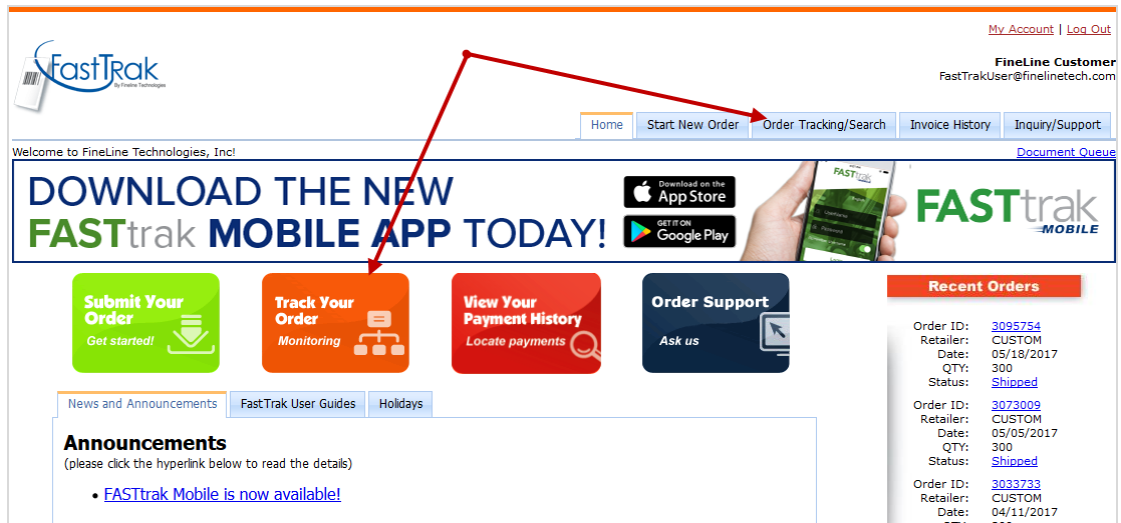 My Account | Log Out
FastTrak
By Fineline Technologies
FineLine Customer
FastTrakUser@finelinetech.com
Home
Start New Order
Order Tracking/Search
Invoice History
Inquiry/Support
Welcome to FineLine Technologies, Inc!
Document Queue
DOWNLOAD THE NEW
FASTtrak MOBILE APP TODAY!
Download on the
App Store
GET IT ON
Google Play
FASTtrak
FASTtrak
MOBILE
Submit Your
Order
Get started!
Track Your
Order
Monitoring
View Your
Payment History
Locate payments
Order Support
Ask us
Recent Orders
Order ID: 3095754
Retailer: CUSTOM
Date: 05/18/2017
QTY: 300
Status: Shipped
Order ID: 3073009
Retailer: CUSTOM
Date: 05/05/2017
QTY: 300
Status: Shipped
Order ID: 3033733
Retailer: CUSTOM
Date: 04/11/2017
News and Announcements
FastTrak User Guides
Holidays
Announcements
(please click the hyperlink below to read the details)
• FASTtrak Mobile is now available!